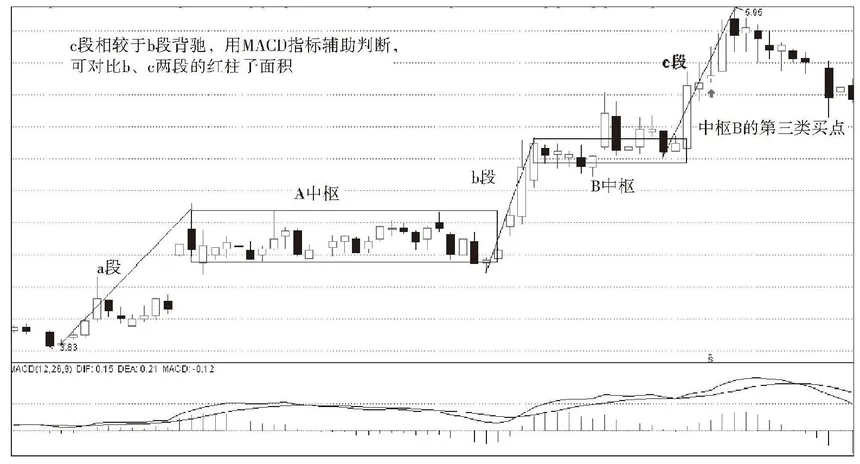 5.95
c段相较于b段背驰，用MACD指标辅助判断，
可对比b、c两段的红柱子面积
c段
中枢B的第三类买点
b段
B中枢
A中枢
a段
3.83
MACD(12,26,9) DIF:0.15 DEA:0.21 MACD:-0.12